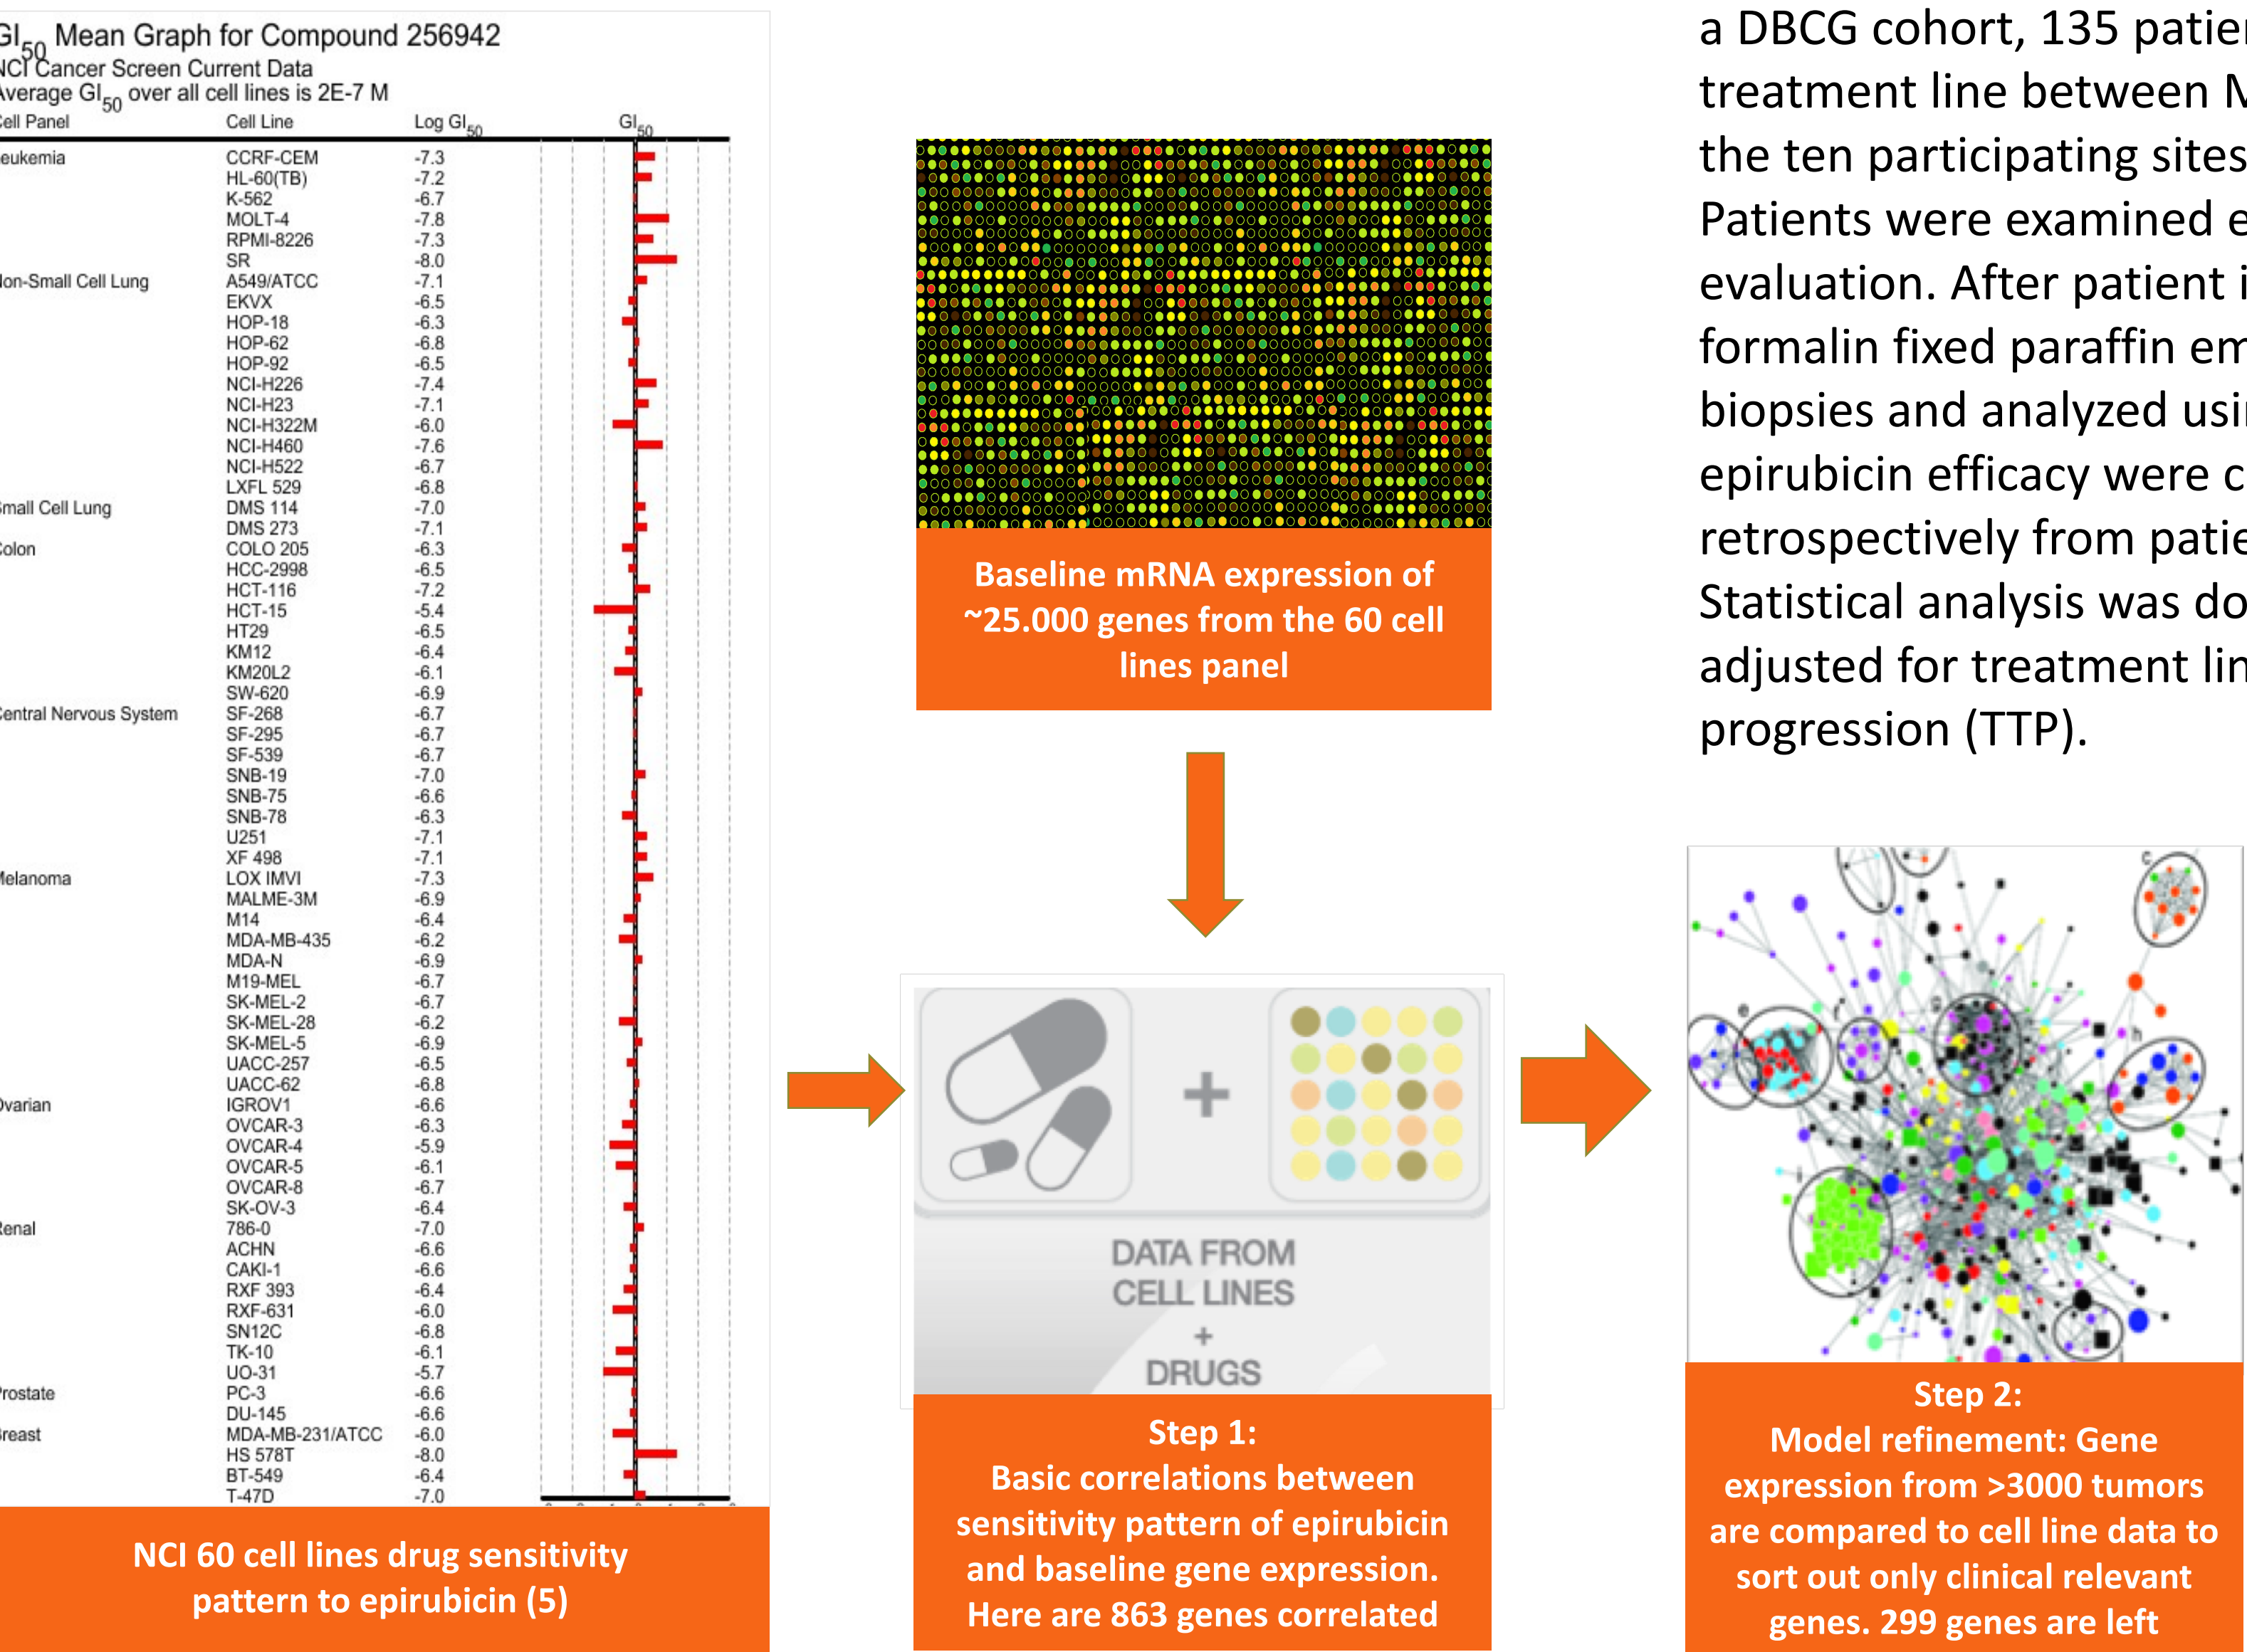 GI50 Mean Graph for Compound 256942
NCI Cancer Screen Current Data
Average GI50 over all cell lines is 2E-7 M
Cell Panel Cell Line Log GI50 GI50
Leukemia CCRF-CEM -7.3
HL-60(TB) -7.2
K-562 -6.7
MOLT-4 -7.8
RPMI-8226 -7.3
SR -8.0
Non-Small Cell Lung A549/ATCC -7.1
EKVX -6.5
HOP-18 -6.3
HOP-62 -6.8
HOP-92 -6.5
NCI-H226 -7.4
NCI-H23 -7.1
NCI-H322M -6.0
NCI-H460 -7.6
NCI-H522 -6.7
LXFL 529 -6.8
Small Cell Lung DMS 114 -7.0
DMS 273 -7.1
Colon COLO 205 -6.3
HCC-2998 -6.5
HCT-116 -7.2
HCT-15 -5.4
HT29 -6.5
KM12 -6.4
KM20L2 -6.1
SW-620 -6.9
Central Nervous System SF-268 -6.7
SF-295 -6.7
SF-539 -6.7
SNB-19 -7.0
SNB-75 -6.6
SNB-78 -6.3
U251 -7.1
XF 498 -7.1
Melanoma LOX IMVI -7.3
MALME-3M -6.9
M14 -6.4
MDA-MB-435 -6.2
MDA-N -6.9
M19-MEL -6.7
SK-MEL-2 -6.7
SK-MEL-28 -6.2
SK-MEL-5 -6.9
UACC-257 -6.5
UACC-62 -6.8
Ovarian IGROV1 -6.6
OVCAR-3 -6.3
OVCAR-4 -5.9
OVCAR-5 -6.1
OVCAR-8 -6.7
SK-OV-3 -6.4
Renal 786-0 -7.0
ACHN -6.6
CAKI-1 -6.6
RXF 393 -6.4
RXF-631 -6.0
SN12C -6.8
TK-10 -6.1
UO-31 -5.7
Prostate PC-3 -6.6
DU-145 -6.6
Breast MDA-MB-231/ATCC -6.0
HS 578T -8.0
BT-549 -6.4
T-47D -7.0
NCI 60 cell lines drug sensitivity
pattern to epirubicin (5)
Baseline mRNA expression of
~25.000 genes from the 60 cell
lines panel
+
DATA FROM
CELL LINES
+
DRUGS
Step 1:
Basic correlations between
sensitivity pattern of epirubicin
and baseline gene expression.
Here are 863 genes correlated
a DBCG cohort, 135 patie
treatment line between
the ten participating sites
Patients were examined
evaluation. After patient
formalin fixed paraffin em
biopsies and analyzed usi
epirubicin efficacy were c
retrospectively from patie
Statistical analysis was do
adjusted for treatment lin
progression (TTP).
c
e
f
g
h
i
Step 2:
Model refinement: Gene
expression from >3000 tumors
are compared to cell line data to
sort out only clinical relevant
genes. 299 genes are left